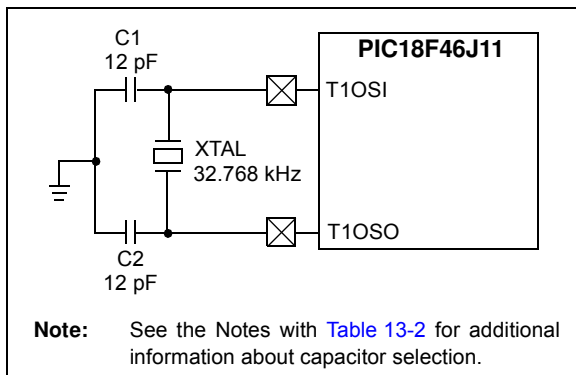 C1
12 pF
PIC18F46J11
T1OSI
XTAL
32.768 kHz
T1OSO
C2
12 pF
Note: See the Notes with Table 13-2 for additional
information about capacitor selection.